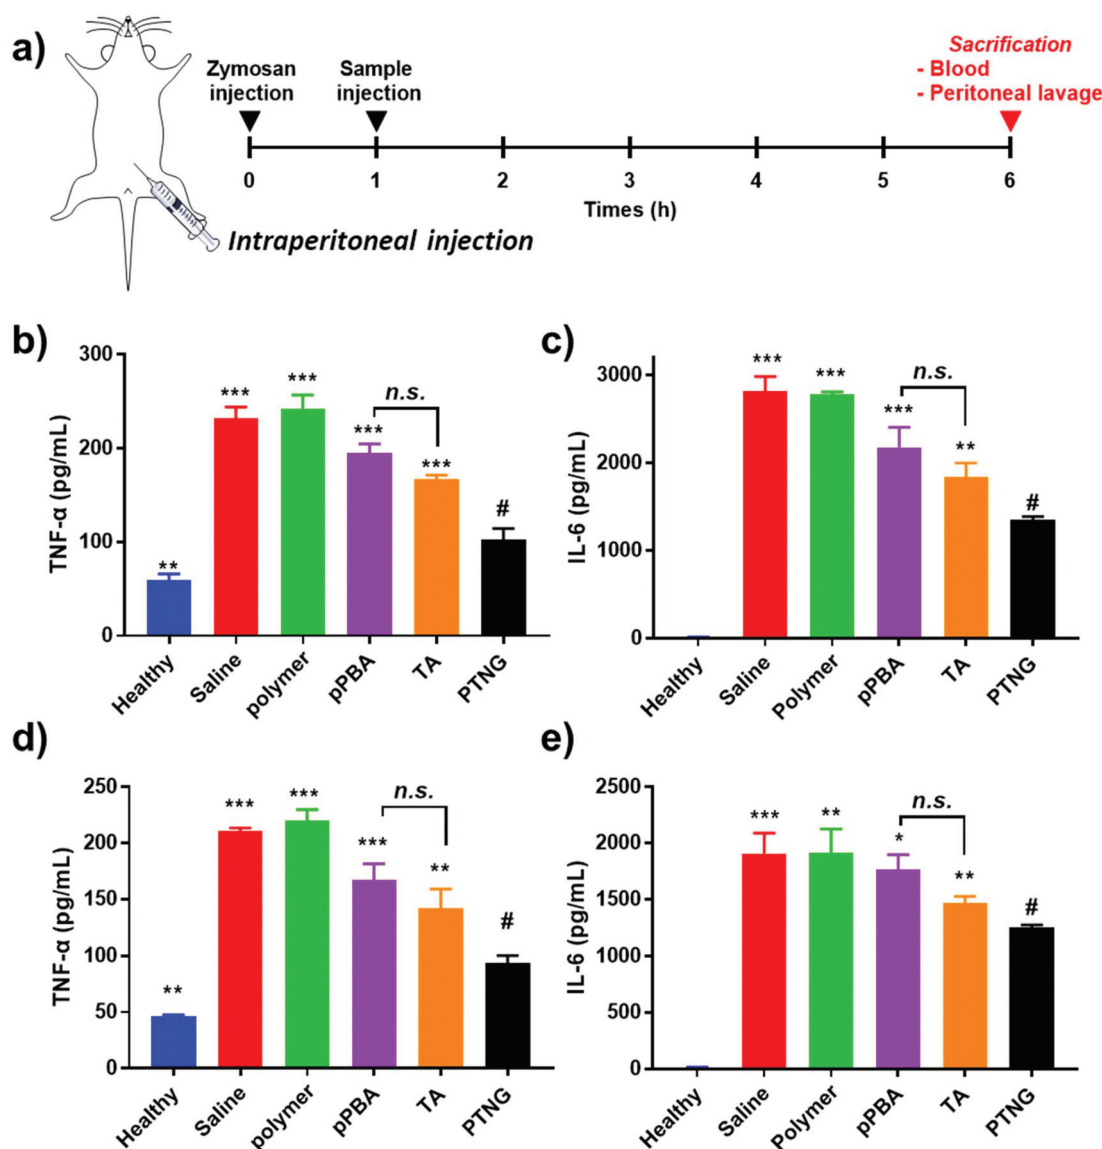 a)
Zymosan
injection
Sample
injection
Sacrification
- Blood
- Peritoneal lavage
0 1 2 3 4 5 6
Times (h)
Intraperitoneal injection
b)
TNF-α (pg/mL)
300
200
100
0
**
***
***
***
n.s.
***
#
Healthy
Saline
polymer
pPBA
TA
PTNG
c)
IL-6 (pg/mL)
3000
2000
1000
0
***
***
***
n.s.
**
#
Healthy
Saline
Polymer
pPBA
TA
PTNG
d)
TNF-α (pg/mL)
250
200
150
100
50
0
**
***
***
***
n.s.
**
#
Healthy
Saline
polymer
pPBA
TA
PTNG
e)
IL-6 (pg/mL)
2500
2000
1500
1000
500
0
***
**
*
n.s.
**
#
Healthy
Saline
Polymer
pPBA
TA
PTNG